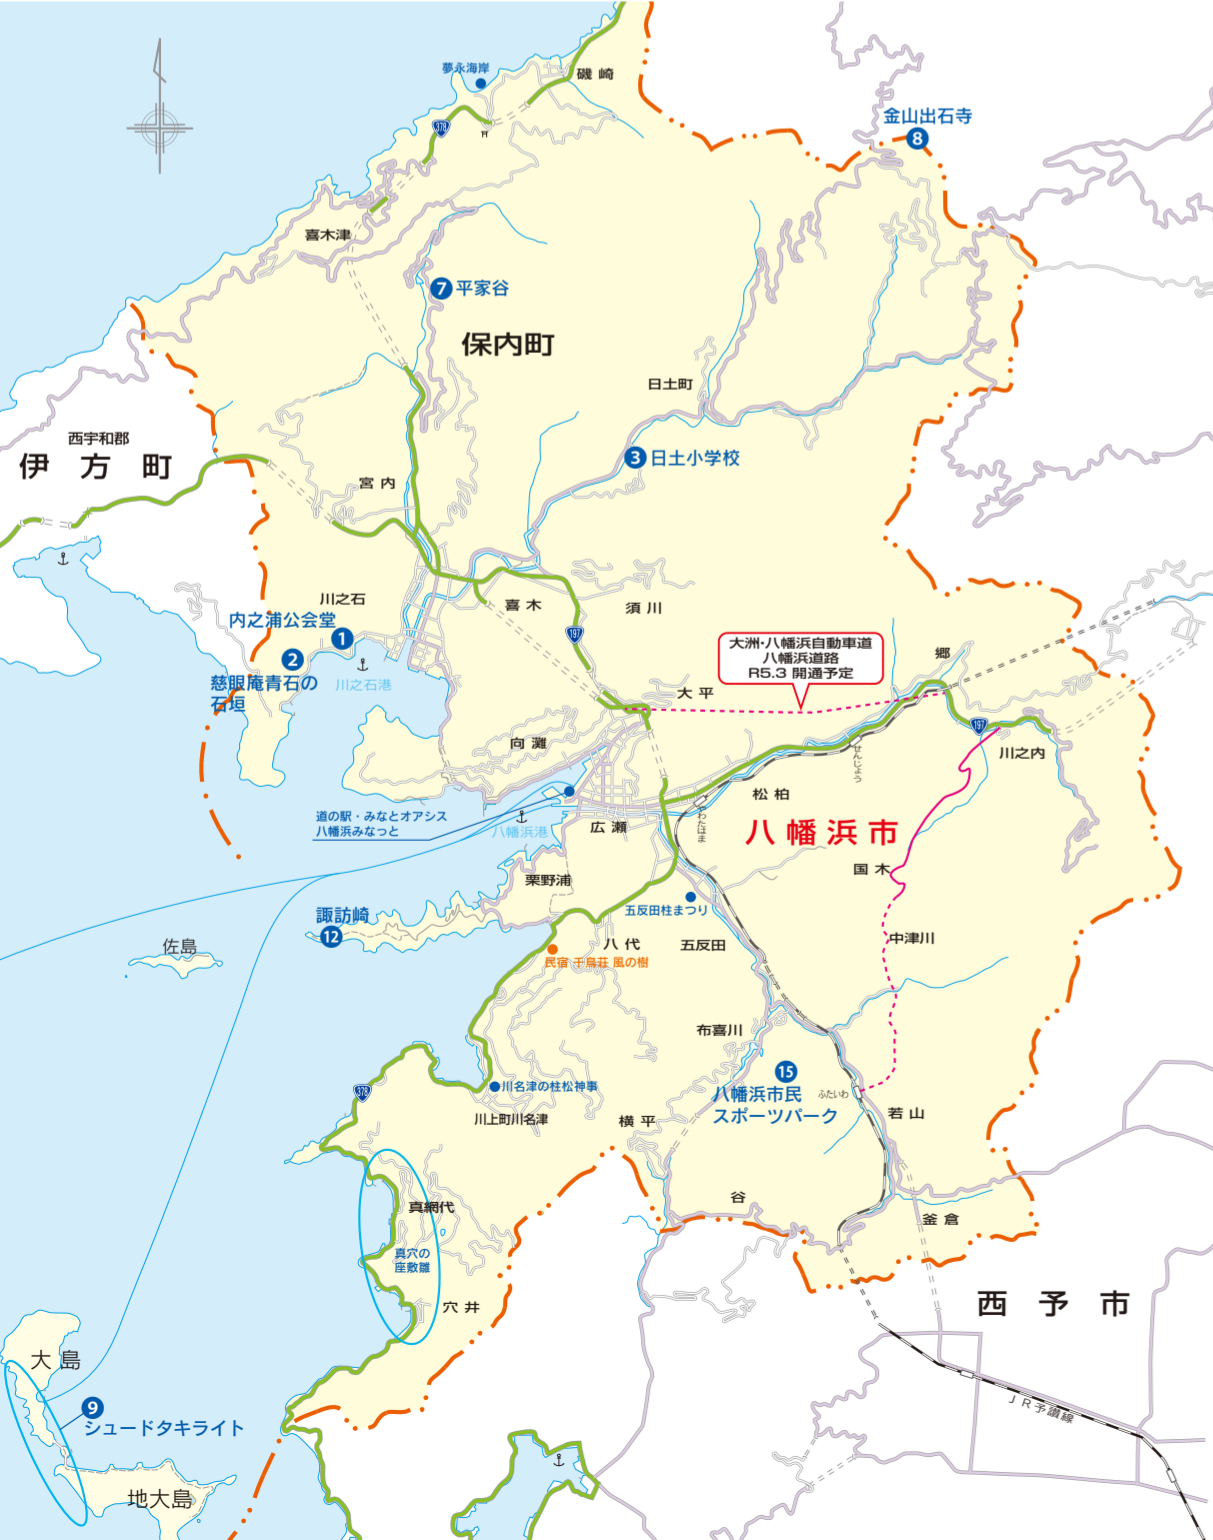 夢永海岸
磯崎
378
金山出石寺
8
喜木津
7
平家谷
保内町
日土町
西宇和郡
伊方町
3
日土小学校
宮内
川之石
喜木
須川
内之浦公会堂
1
197
2
慈眼庵青石の
石垣
川之石港
大洲・八幡浜自動車道
八幡浜道路
R5.3 開通予定
郷
大平
197
川之内
向灘
せんじょう
松柏
道の駅・みなとオアシス
八幡浜みなっと
八幡浜港
広瀬
やわたはま
八幡浜市
国木
栗野浦
五反田柱まつり
諏訪崎
12
佐島
八代
五反田
中津川
民宿 千鳥荘 風の樹
布喜川
15
八幡浜市民
スポーツパーク
ふたいわ
378
川名津の柱松神事
川上町川名津
横平
若山
真網代
谷
釜倉
真穴の
座敷雛
穴井
西予市
大島
9
シュードタキライト
JR予讃線
地大島